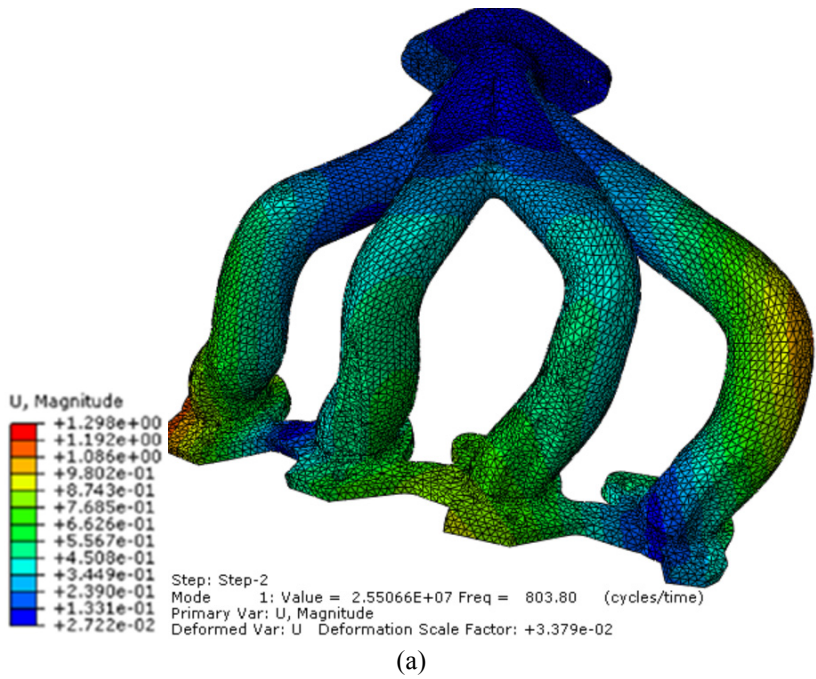 U, Magnitude
+1.298e+00
+1.192e+00
+1.086e+00
+9.802e-01
+8.743e-01
+7.685e-01
+6.626e-01
+5.567e-01
+4.508e-01
+3.449e-01
+2.390e-01
+1.331e-01
+2.722e-02
Step: Step-2
Mode 1: Value = 2.55066E+07 Freq = 803.80 (cycles/time)
Primary Var: U, Magnitude
Deformed Var: U Deformation Scale Factor: +3.379e-02
(a)